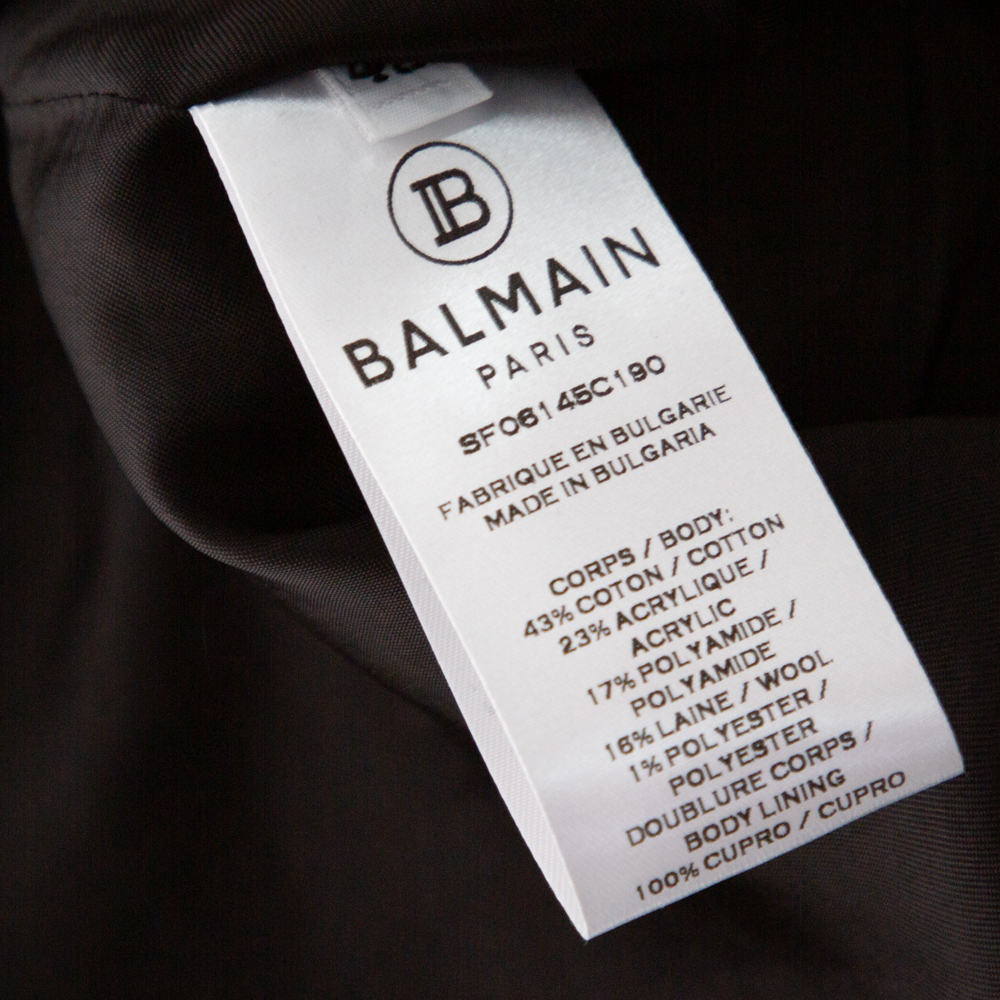 B
BALMAIN
PARIS
SF06145C190
FABRIQUE EN BULGARIE
MADE IN BULGARIA
CORPS / BODY:
43% COTON / COTTON
23% ACRYLIQUE /
ACRYLIC
17% POLYAMIDE /
POLYAMIDE
16% LAINE / WOOL
1% POLYESTER /
POLYESTER
DOUBLURE CORPS /
BODY LINING
100% CUPRO / CUPRO